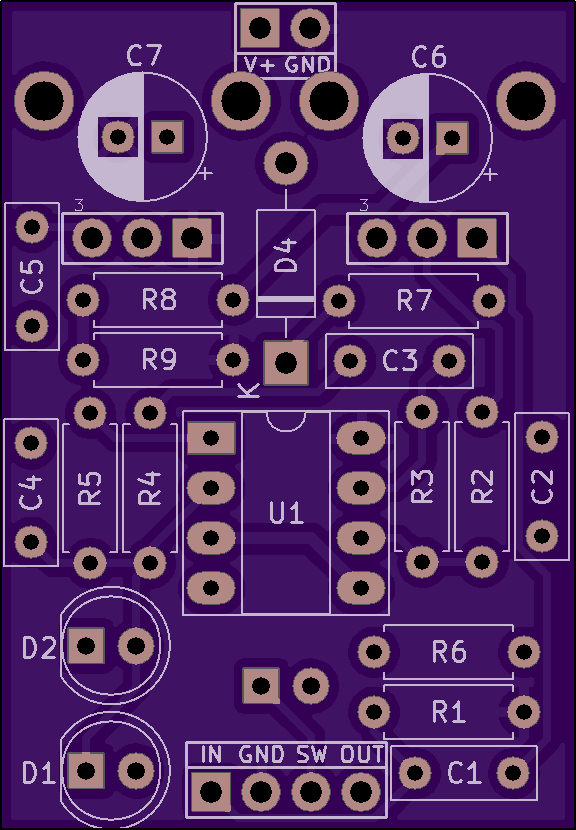 V+ GND
C7
C6
+
+
3
3
C5
D4
R8
R7
R9
C3
K
C4
R5
R4
U1
R3
R2
C2
D2
R6
R1
IN GND SW OUT
D1
C1